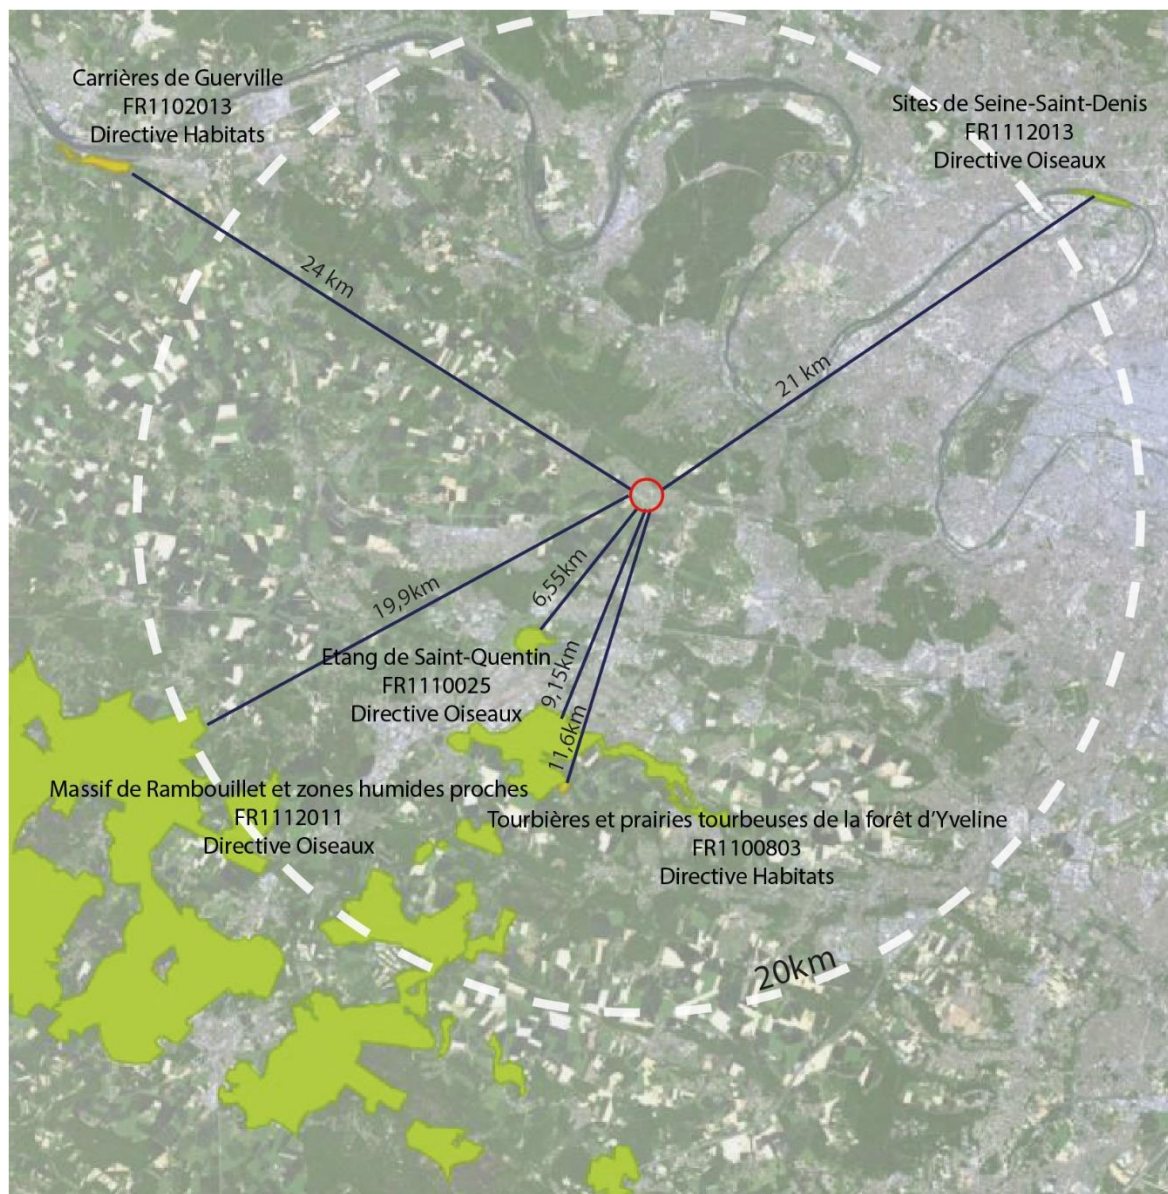 Carrières de Guerville
FR1102013
Directive Habitats
Sites de Seine-Saint-Denis
FR1112013
Directive Oiseaux
24 km
21 km
19,9km
6,55km
Etang de Saint-Quentin
FR1110025
Directive Oiseaux
9,15km
11,6km
Massif de Rambouillet et zones humides proches
FR1112011
Directive Oiseaux
Tourbières et prairies tourbeuses de la forêt d'Yveline
FR1100803
Directive Habitats
20km